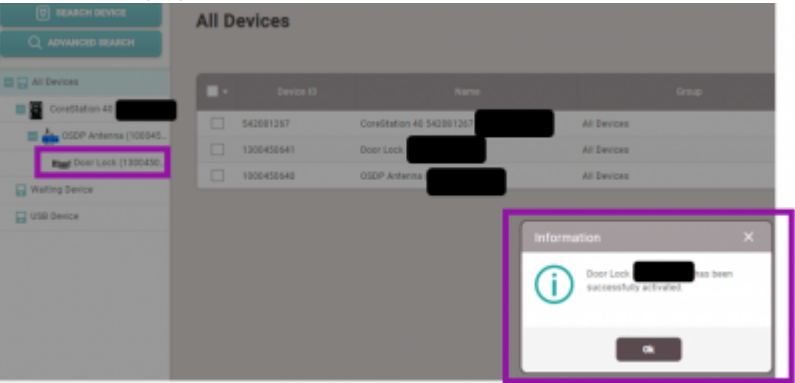 SEARCH DEVICE
ADVANCED SEARCH
All Devices
CoreStation 40
OSDP Antenna (100045...
Door Lock (1300450...
Waiting Device
USB Device
All Devices
Device ID Name Group
542081267 CoreStation 40 542081267 All Devices
1300450641 Door Lock All Devices
1000450640 OSDP Antenna All Devices
Information
Door Lock has been
successfully activated.
Ok